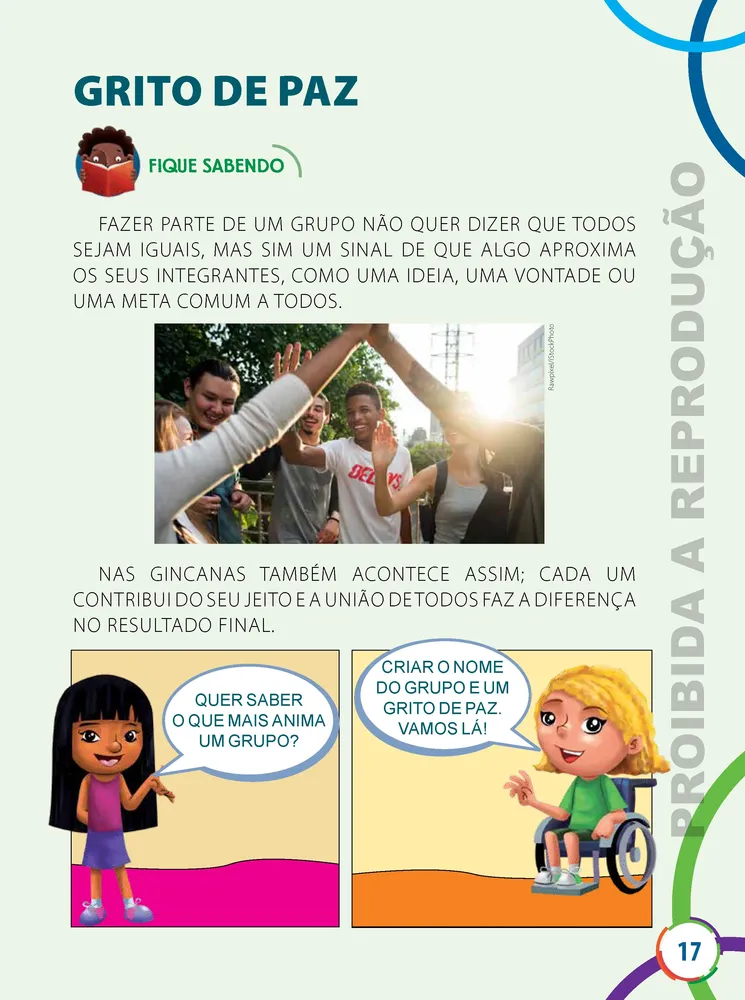 GRITO DE PAZ
FIQUE SABENDO
FAZER PARTE DE UM GRUPO NÃO QUER DIZER QUE TODOS
SEJAM IGUAIS, MAS SIM UM SINAL DE QUE ALGO APROXIMA
OS SEUS INTEGRANTES, COMO UMA IDEIA, UMA VONTADE OU
UMA META COMUM A TODOS.
Rawpixel/iStockPhoto
NAS GINCANAS TAMBÉM ACONTECE ASSIM; CADA UM
CONTRIBUI DO SEU JEITO E A UNIÃO DE TODOS FAZ A DIFERENÇA
NO RESULTADO FINAL.
QUER SABER
O QUE MAIS ANIMA
UM GRUPO?
CRIAR O NOME
DO GRUPO E UM
GRITO DE PAZ.
VAMOS LÁ!
PROIBIDA A REPRODUÇÃO
17